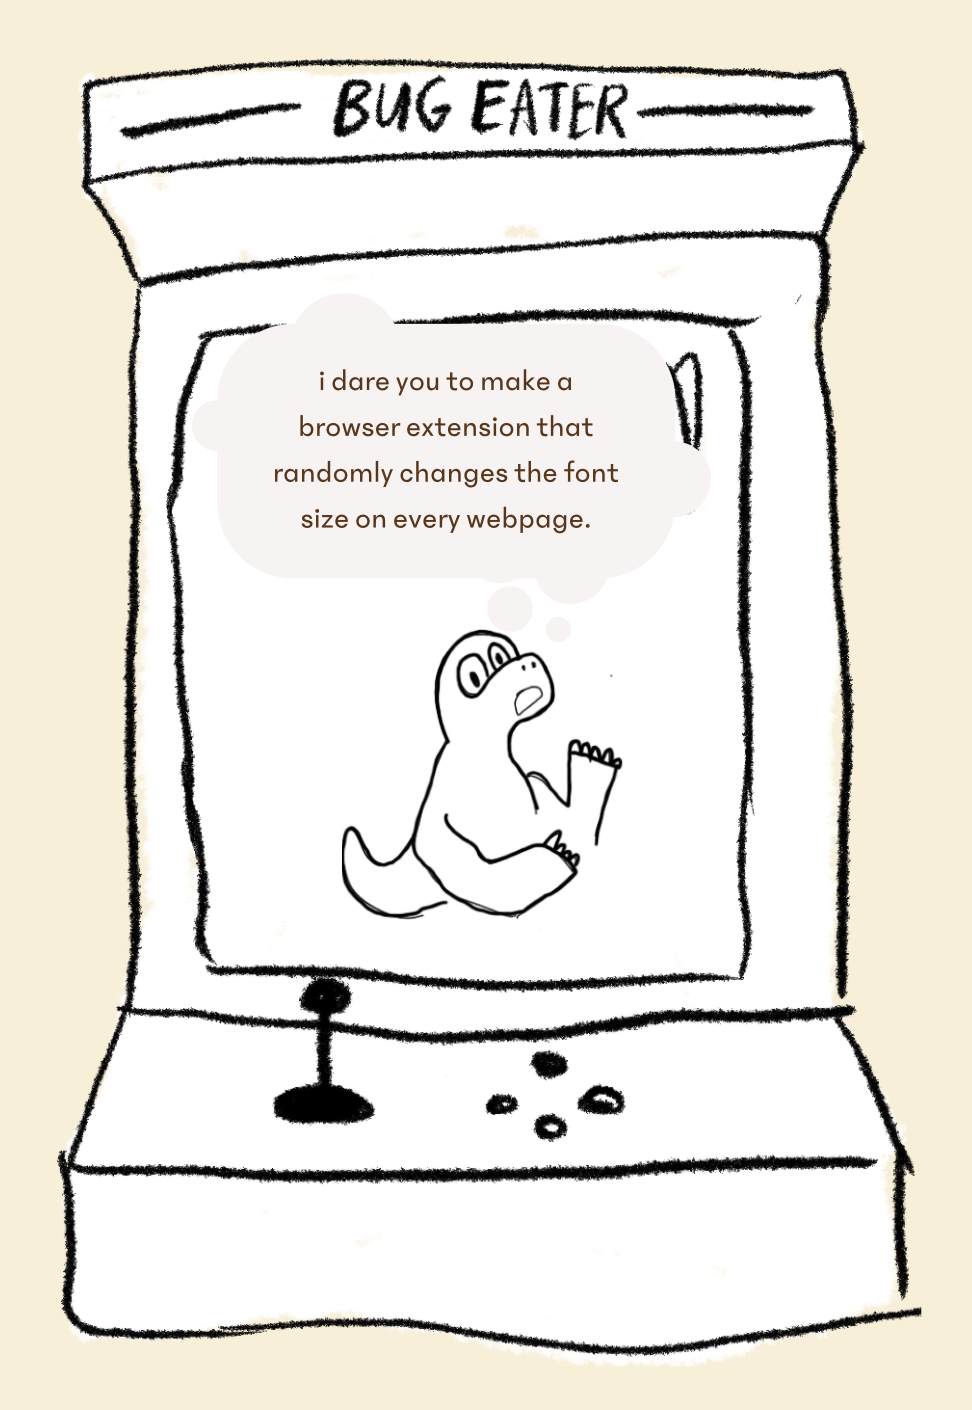 BUG EATER
i dare you to make a
browser extension that
randomly changes the font
size on every webpage.